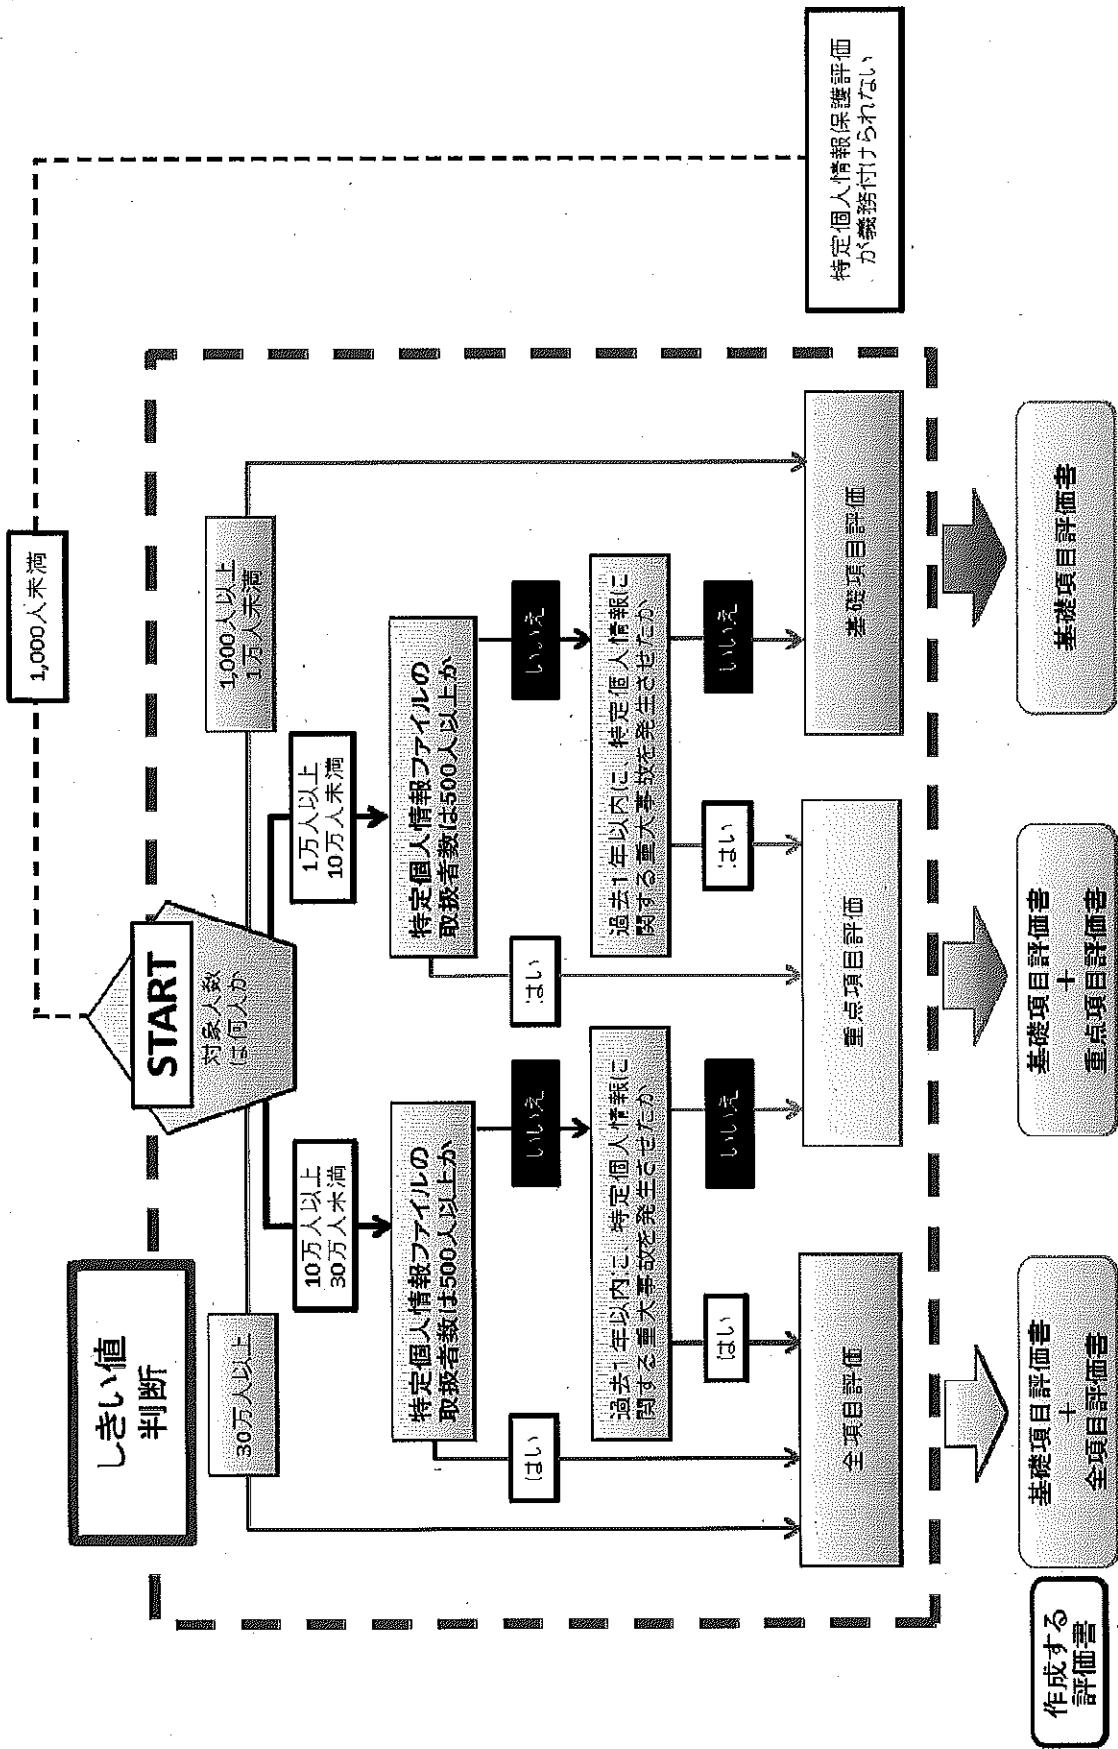 しきい値
判断
START
対象人数
は何人か
1,000人未満
30万人以上
10万人以上
30万人未満
1万人以上
10万人未満
1,000人以上
1万人未満
特定個人情報ファイルの
取扱者数は500人以上か
特定個人情報ファイルの
取扱者数は500人以上か
はい
いいえ
はい
いいえ
過去1年以内に、特定個人情報に
関する重大事故を発生させたか
過去1年以内に、特定個人情報に
関する重大事故を発生させたか
はい
いいえ
はい
いいえ
全項目評価
重点項目評価
基礎項目評価
特定個人情報保護評価
が義務付けられない
作成する
評価書
基礎項目評価書
+
全項目評価書
基礎項目評価書
+
重点項目評価書
基礎項目評価書